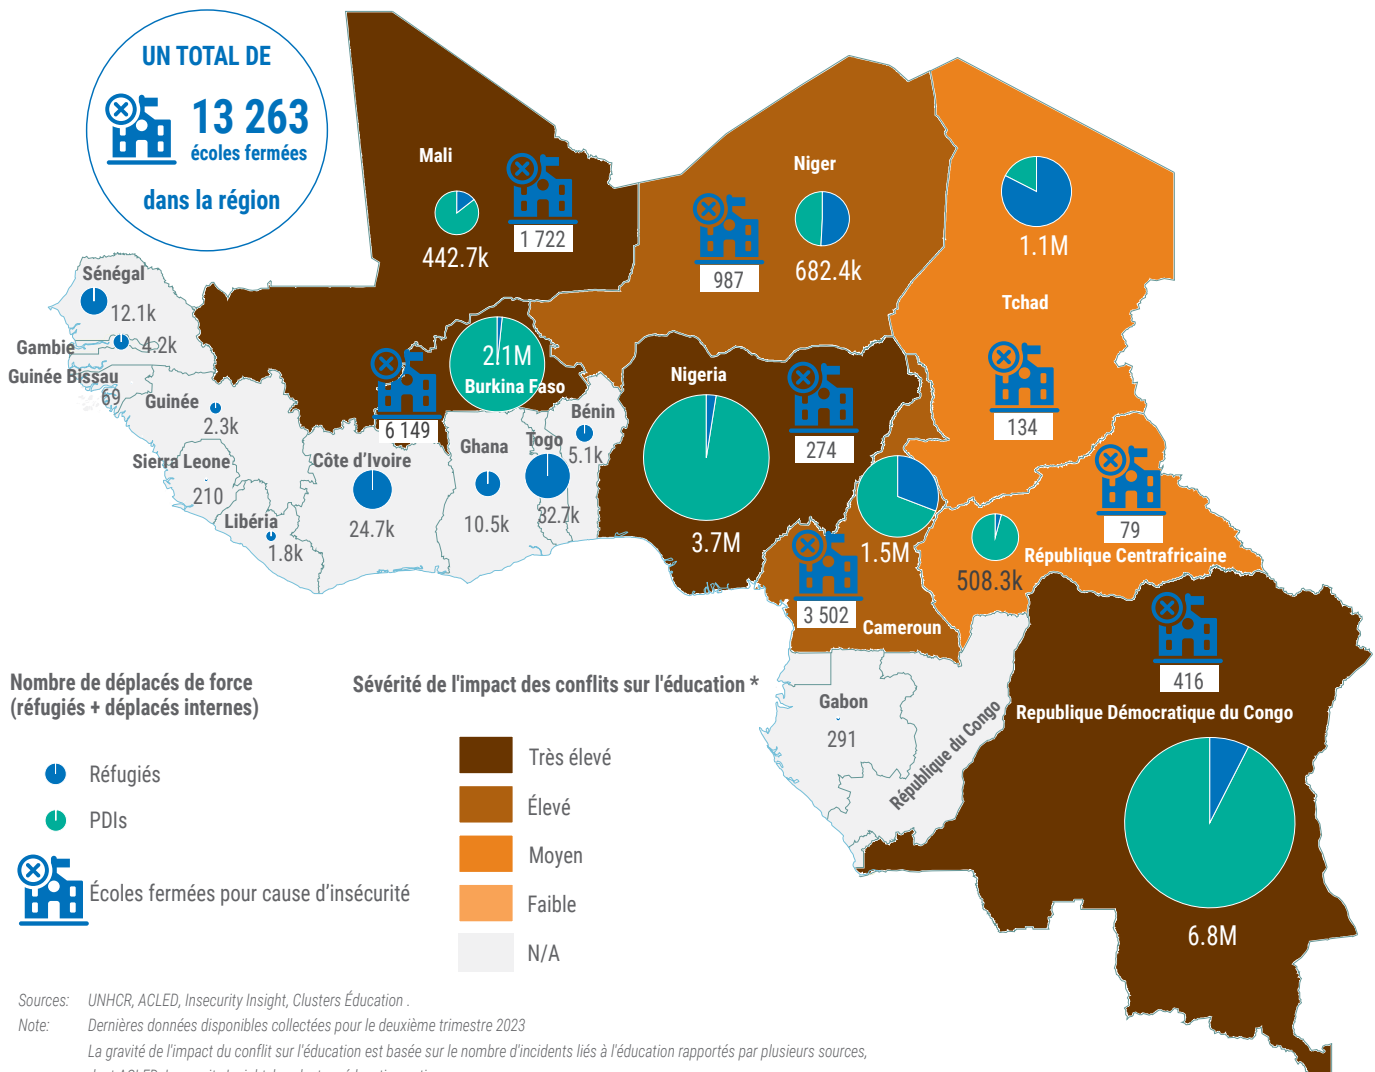 UN TOTAL DE
13 263
écoles fermées
dans la région
Mali
442.7k
1 722
Niger
987
682.4k
1.1M
Tchad
134
Sénégal
12.1k
Gambie
4.2k
Guinée Bissau
69
Guinée
2.3k
Sierra Leone
210
Libéria
1.8k
Côte d'Ivoire
24.7k
6 149
2.1M
Burkina Faso
Ghana
10.5k
Togo
32.7k
Bénin
5.1k
Nigeria
274
3.7M
1.5M
3 502
Cameroun
79
République Centrafricaine
508.3k
416
Republique Démocratique du Congo
6.8M
Gabon
291
République du Congo
Nombre de déplacés de force
(réfugiés + déplacés internes)
Réfugiés
PDIs
Écoles fermées pour cause d'insécurité
Sévérité de l'impact des conflits sur l'éducation *
Très élevé
Élevé
Moyen
Faible
N/A
Sources: UNHCR, ACLED, Insecurity Insight, Clusters Éducation .
Note: Dernières données disponibles collectées pour le deuxième trimestre 2023
La gravité de l'impact du conflit sur l'éducation est basée sur le nombre d'incidents liés à l'éducation rapportés par plusieurs sources,